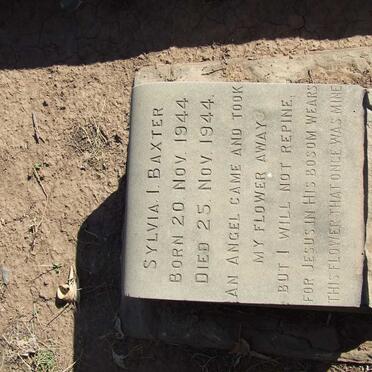 SYLVIA I. BAXTER
BORN 20 NOV. 1944
DIED 25 NOV. 1944.
AN ANGEL CAME AND TOOK
MY FLOWER AWAY
BUT I WILL NOT REPINE
FOR JESUS IN HIS BOSOM WEARS
THIS FLOWER THAT ONCE WAS MINE